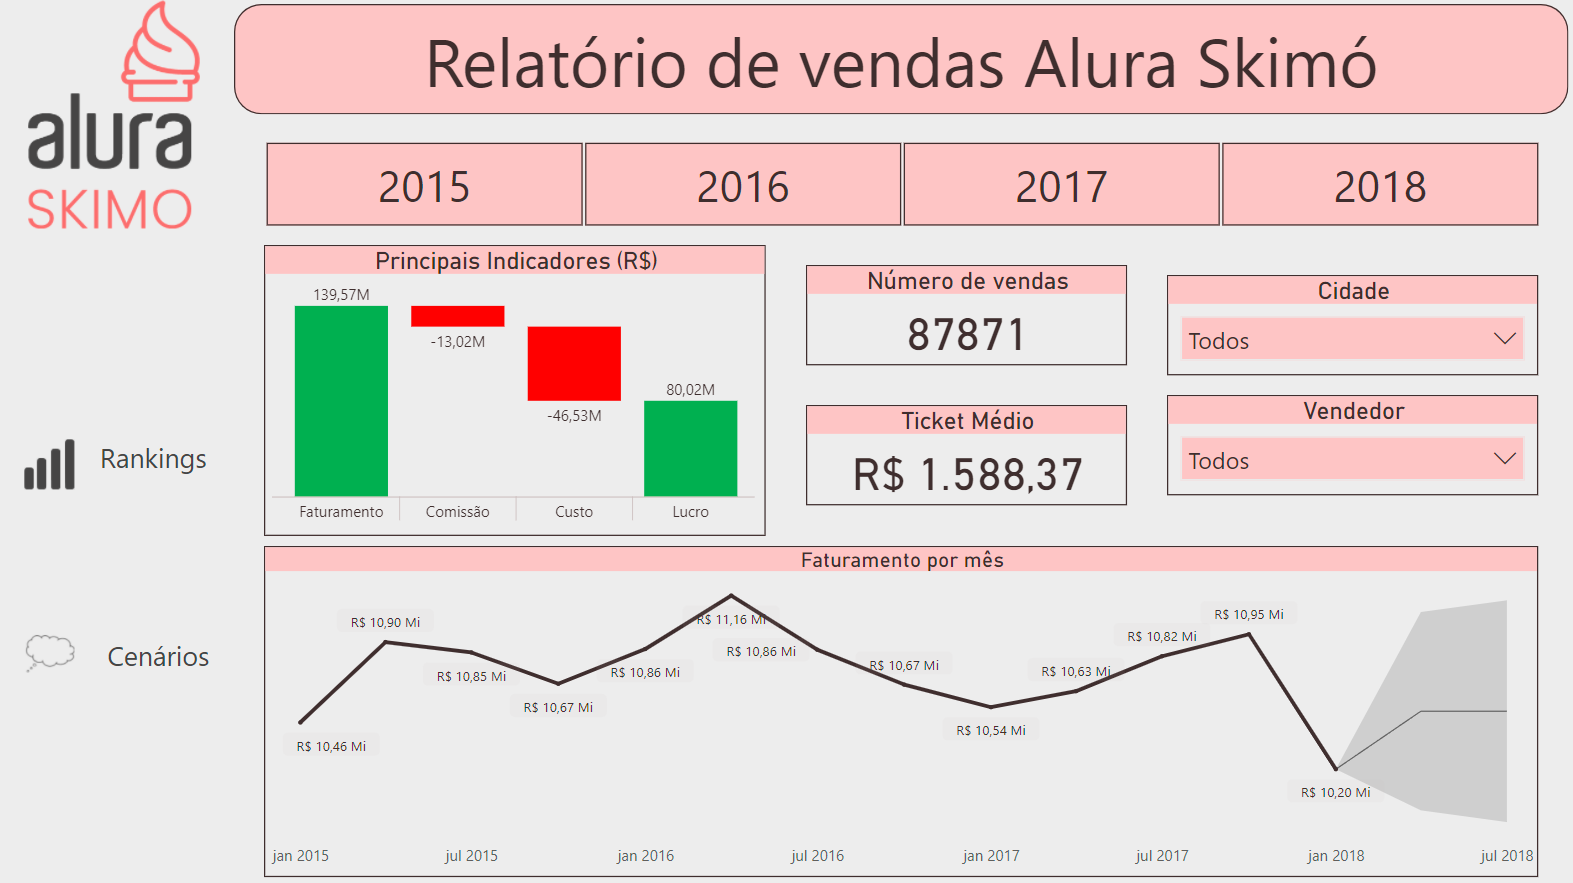 alura
SKIMO
Relatório de vendas Alura Skimó
2015
2016
2017
2018
Principais Indicadores (R$)
139,57M
-13,02M
-46,53M
80,02M
Faturamento
Comissão
Custo
Lucro
Número de vendas
87871
Ticket Médio
R$ 1.588,37
Cidade
Todos
Vendedor
Todos
Rankings
Cenários
Faturamento por mês
R$ 10,46 Mi
R$ 10,90 Mi
R$ 10,85 Mi
R$ 10,67 Mi
R$ 10,86 Mi
R$ 11,16 Mi
R$ 10,86 Mi
R$ 10,67 Mi
R$ 10,54 Mi
R$ 10,63 Mi
R$ 10,82 Mi
R$ 10,95 Mi
R$ 10,20 Mi
jan 2015
jul 2015
jan 2016
jul 2016
jan 2017
jul 2017
jan 2018
jul 2018